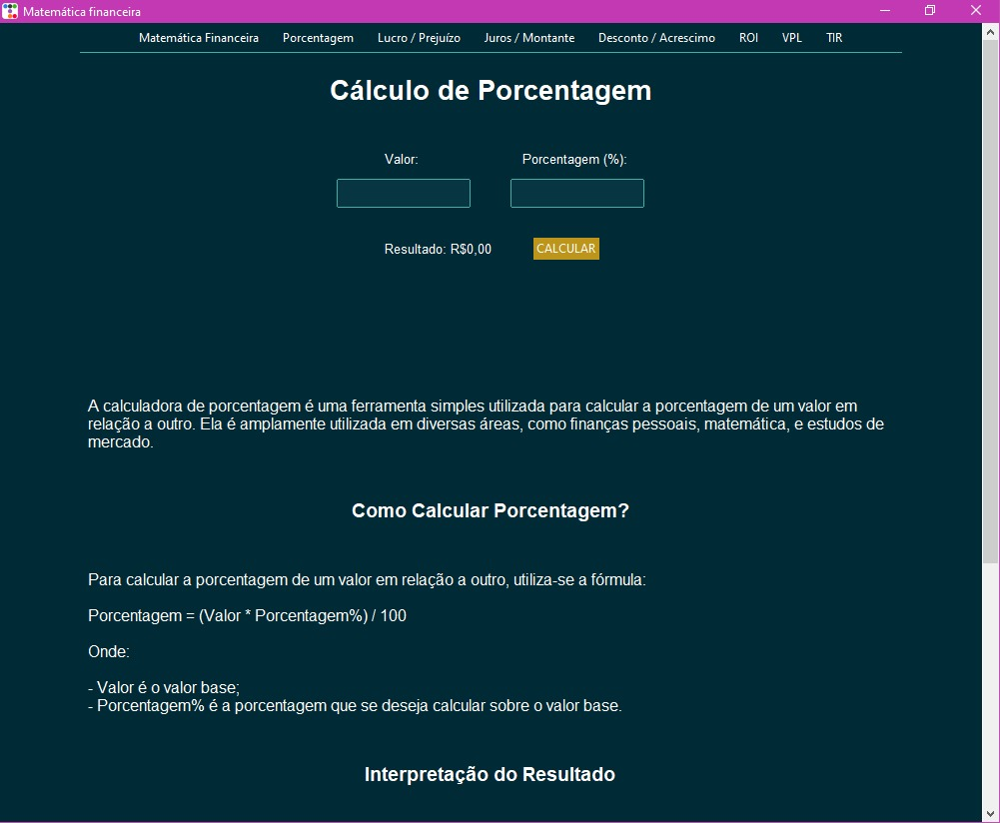 Matemática financeira
Matemática Financeira Porcentagem Lucro / Prejuízo Juros / Montante Desconto / Acrescimo ROI VPL TIR
Cálculo de Porcentagem
Valor: Porcentagem (%):
Resultado: R$0,00 CALCULAR
A calculadora de porcentagem é uma ferramenta simples utilizada para calcular a porcentagem de um valor em
relação a outro. Ela é amplamente utilizada em diversas áreas, como finanças pessoais, matemática, e estudos de
mercado.
Como Calcular Porcentagem?
Para calcular a porcentagem de um valor em relação a outro, utiliza-se a fórmula:
Porcentagem = (Valor * Porcentagem%) / 100
Onde:
- Valor é o valor base;
- Porcentagem% é a porcentagem que se deseja calcular sobre o valor base.
Interpretação do Resultado